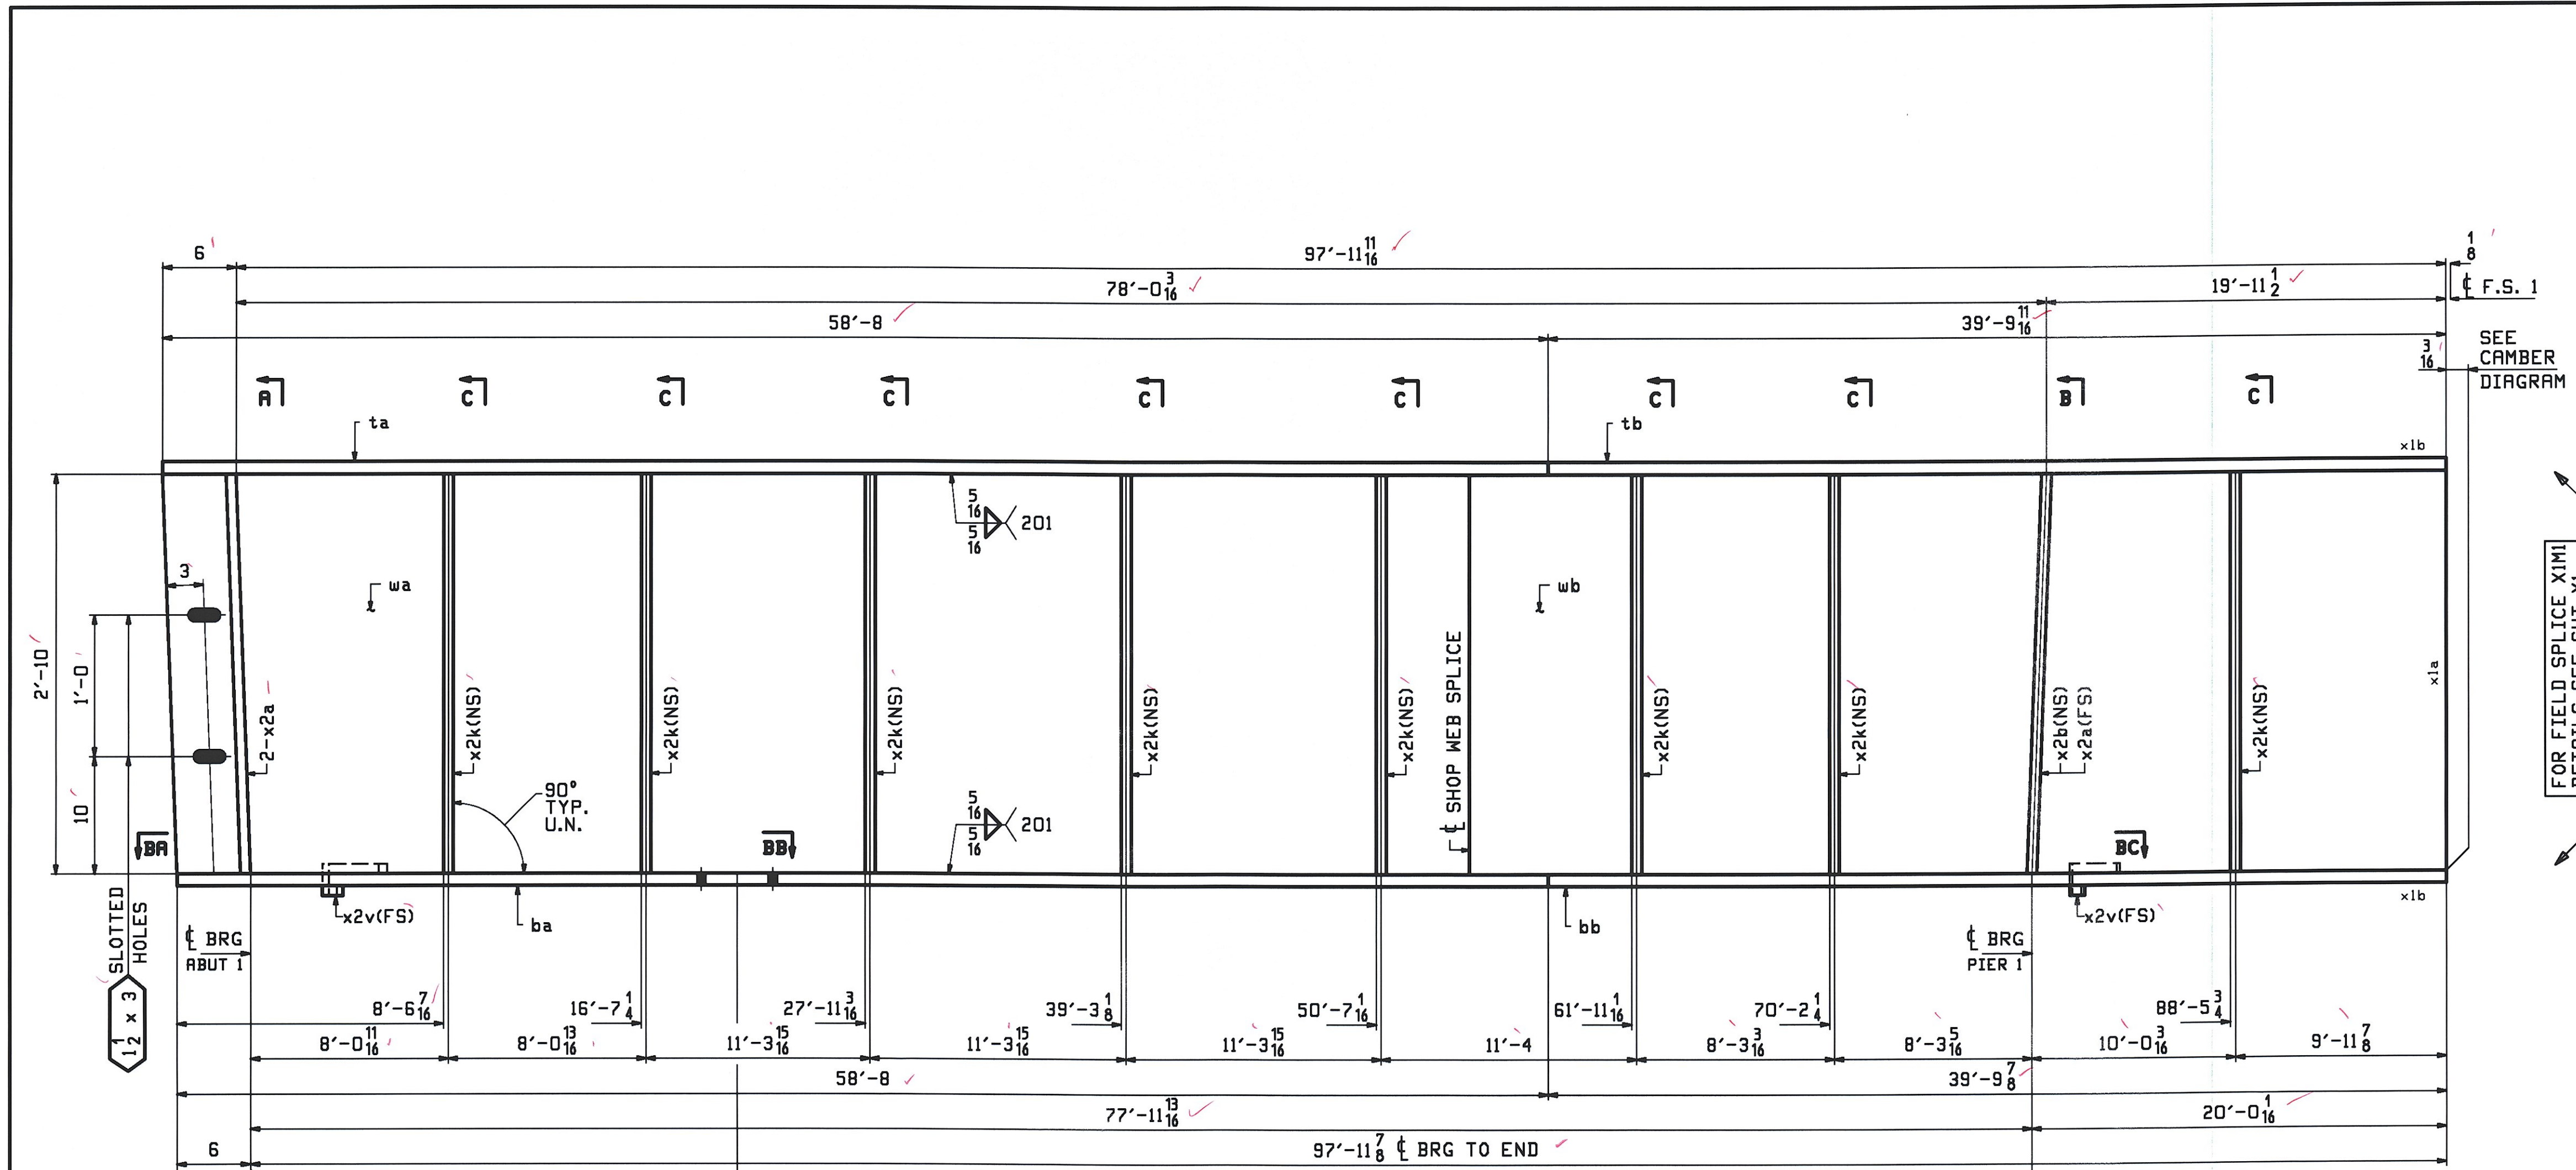 6
97'-11 11/16
1/8
78'-0 3/16
19'-11 1/2
℄ F.S. 1
58'-8
39'-9 11/16
3/16
SEE
CAMBER
DIAGRAM
A
C
C
C
C
C
C
C
B
C
ta
tb
x1b
5/16
5/16
201
3
wa
wb
2'-10
1'-0
10
2-x2a
x2k(NS)
x2k(NS)
x2k(NS)
x2k(NS)
x2k(NS)
℄ SHOP WEB SPLICE
x2k(NS)
x2k(NS)
x2b(NS)
x2a(FS)
x2k(NS)
x1a
FOR FIELD SPLICE X1M1
90°
TYP.
U.N.
5/16
5/16
201
BA
BB
BC
SLOTTED
HOLES
1 1/2 x 3
x2v(FS)
ba
bb
x2v(FS)
x1b
℄ BRG
ABUT 1
℄ BRG
PIER 1
8'-6 7/16
16'-7 1/4
27'-11 3/16
39'-3 1/8
50'-7 1/16
61'-11 1/16
70'-2 1/4
88'-5 3/4
8'-0 11/16
8'-0 13/16
11'-3 15/16
11'-3 15/16
11'-3 15/16
11'-4
8'-3 3/16
8'-3 5/16
10'-0 3/16
9'-11 7/8
58'-8
39'-9 7/8
77'-11 13/16
20'-0 1/16
6
97'-11 7/8 ℄ BRG TO END